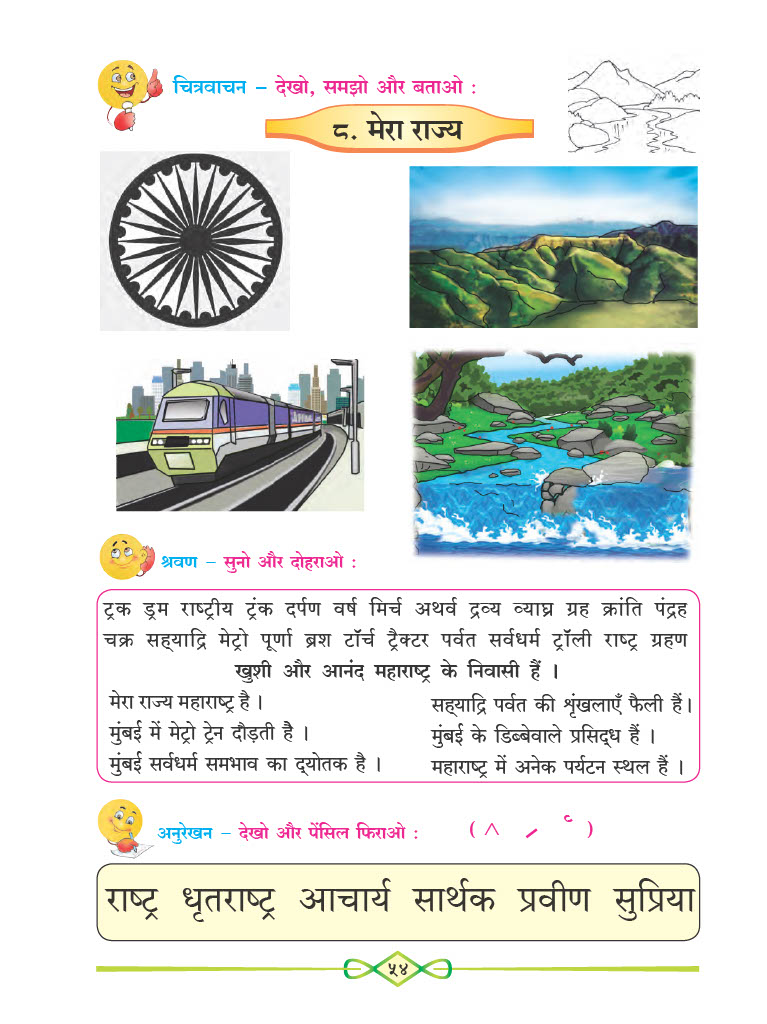 चित्रवाचन – देखो, समझो और बताओ :
८. मेरा राज्य
श्रवण – सुनो और दोहराओ :
ट्रक ड्रम राष्ट्रीय ट्रंक दर्पण वर्ष मिर्च अथर्व द्रव्य व्याघ्र ग्रह क्रांति पंद्रह
चक्र सह्याद्रि मेट्रो पूर्णा ब्रश टॉर्च ट्रैक्टर पर्वत सर्वधर्म ट्रॉली राष्ट्र ग्रहण
खुशी और आनंद महाराष्ट्र के निवासी हैं ।
मेरा राज्य महाराष्ट्र है ।
मुंबई में मेट्रो ट्रेन दौड़ती है ।
मुंबई सर्वधर्म समभाव का द्‍योतक है ।
सह्याद्रि पर्वत की शृंखलाएँ फैली हैं।
मुंबई के डिब्बेवाले प्रसिद्‍ध हैं ।
महाराष्ट्र में अनेक पर्यटन स्थल हैं ।
अनुरेखन – देखो और पेंसिल फिराओ : ( ^ ⸝ र्‍ )
राष्ट्र धृतराष्ट्र आचार्य सार्थक प्रवीण सुप्रिया
५४